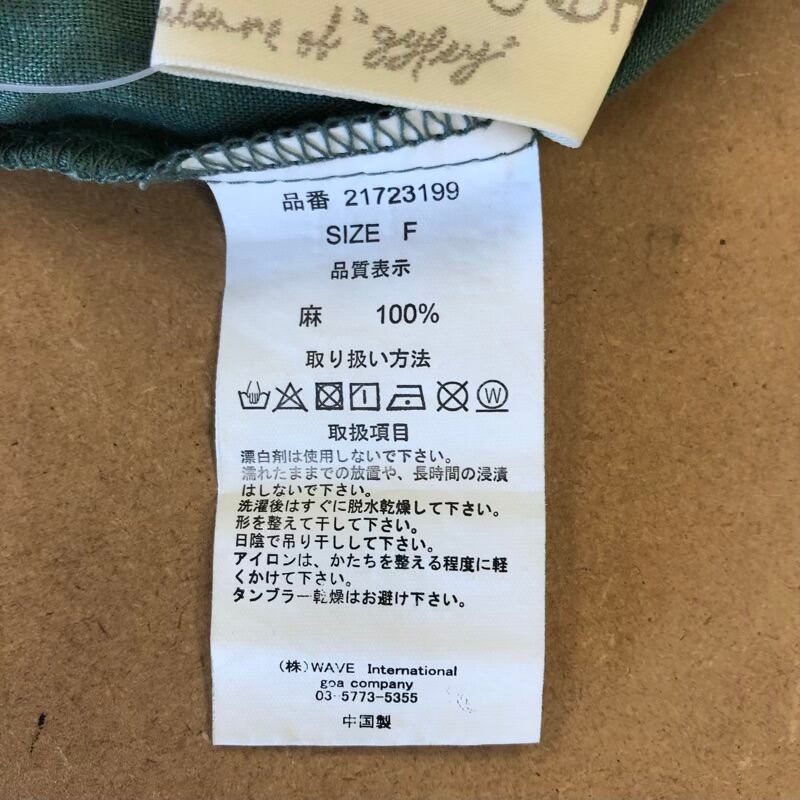 of "gypsy"
品番 21723199
SIZE F
品質表示
麻 100%
取り扱い方法
W
取扱項目
漂白剤は使用しないで下さい。
濡れたままでの放置や、長時間の浸漬
はしないで下さい。
洗濯後はすぐに脱水乾燥して下さい。
形を整えて干して下さい。
日陰で吊り干しして下さい。
アイロンは、かたちを整える程度に軽
くかけて下さい。
タンブラー乾燥はお避け下さい。
(株)WAVE International
goa company
03-5773-5355
中国製